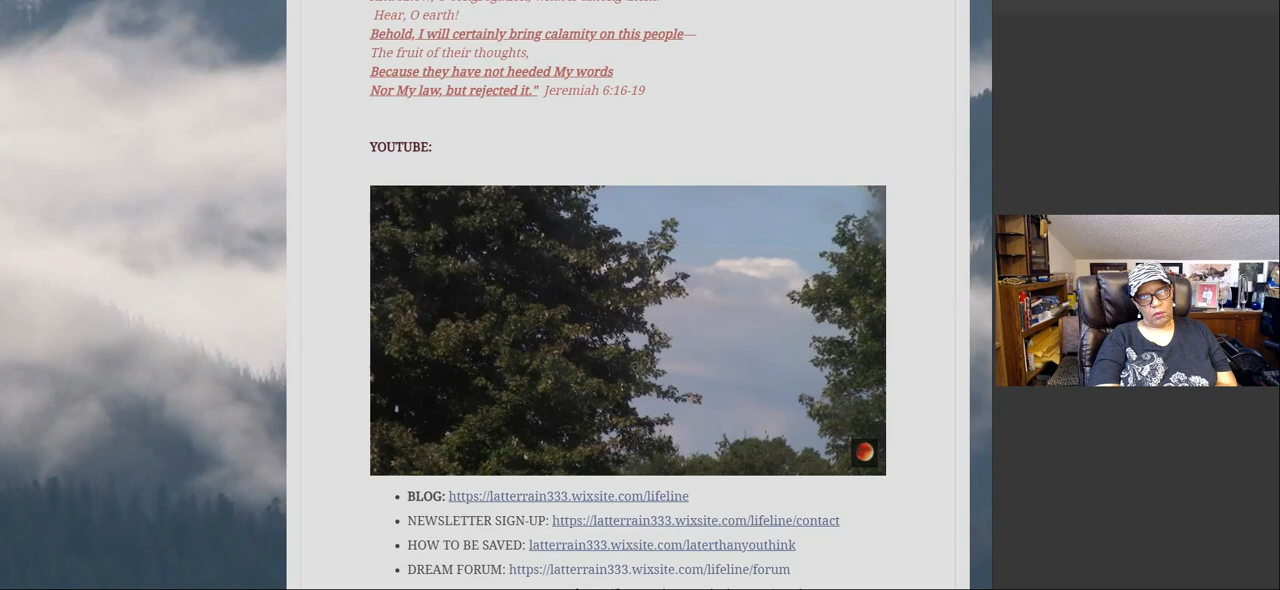 Hear, O earth!
Behold, I will certainly bring calamity on this people—
The fruit of their thoughts,
Because they have not heeded My words
Nor My law, but rejected it." Jeremiah 6:16-19
YOUTUBE:
• BLOG: https://latterrain333.wixsite.com/lifeline
• NEWSLETTER SIGN-UP: https://latterrain333.wixsite.com/lifeline/contact
• HOW TO BE SAVED: latterrain333.wixsite.com/laterthanyouthink
• DREAM FORUM: https://latterrain333.wixsite.com/lifeline/forum